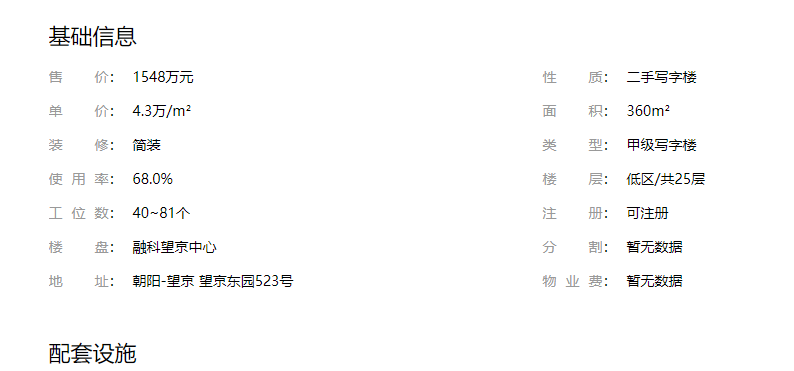 基础信息
售价： 1548万元 性质： 二手写字楼
单价： 4.3万/m² 面积： 360m²
装修： 简装 类型： 甲级写字楼
使用率： 68.0% 楼层： 低区/共25层
工位数： 40~81个 注册： 可注册
楼盘： 融科望京中心 分割： 暂无数据
地址： 朝阳-望京 望京东园523号 物业费： 暂无数据
配套设施